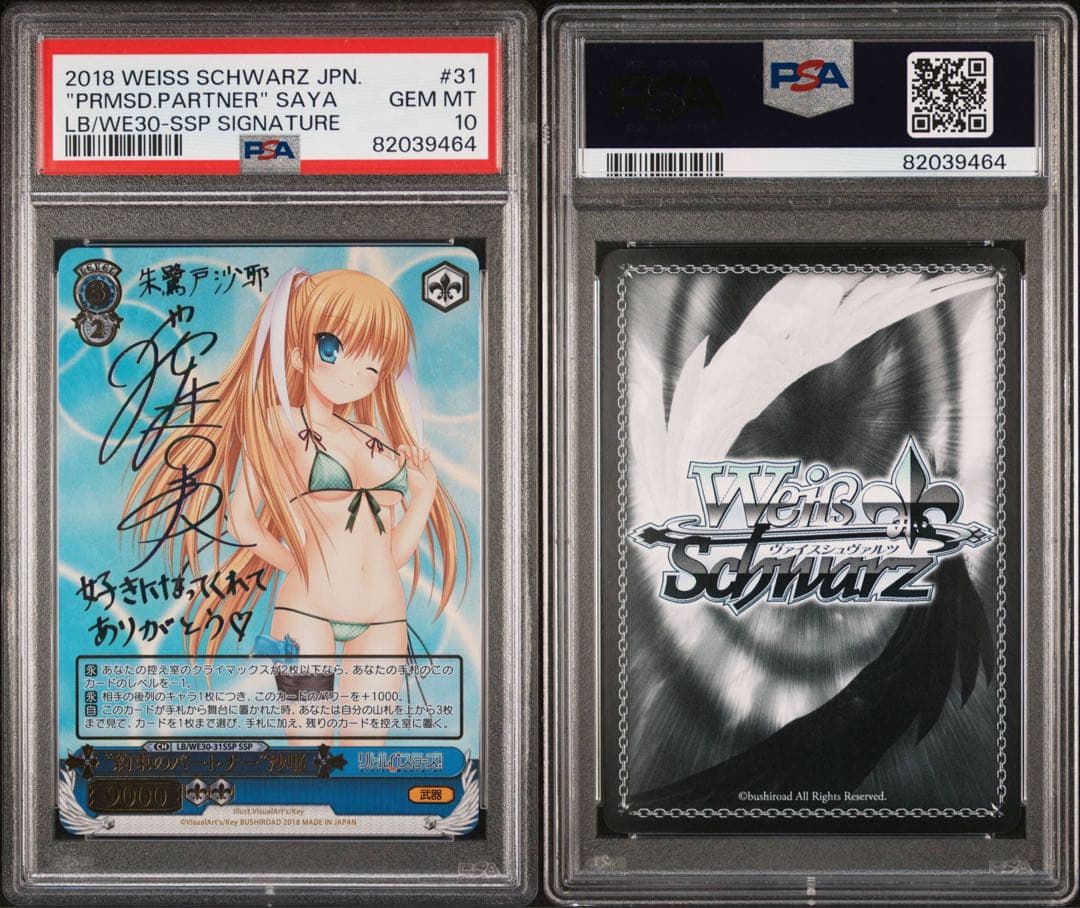 2018 WEISS SCHWARZ JPN.
#31
"PRMSD.PARTNER" SAYA
GEM MT
LB/WE30-SSP SIGNATURE
10
PSA
82039464
LEVEL
3
2
朱鷺戸沙耶
好きになってくれて
ありがとう♡
永 あなたの控え室のクライマックスが2枚以下なら、あなたの手札のこの
カードのレベルを-1。
永 相手の後列のキャラ1枚につき、このカードのパワーを+1000。
自 このカードが手札から舞台に置かれた時、あなたは自分の山札を上から3枚
まで見て、カードを1枚まで選び、手札に加え、残りのカードを控え室に置く。
CH LB/WE30-31SSP SSP
"約束のパートナー"沙耶
リトルバスターズ!
9000
武器
Illust.VisualArt's/Key
©VisualArt's/Key BUSHIROAD 2018 MADE IN JAPAN
PSA
PSA
PSA
82039464
Weiß
ヴァイスシュヴァルツ
Schwarz
©bushiroad All Rights Reserved.
PSA